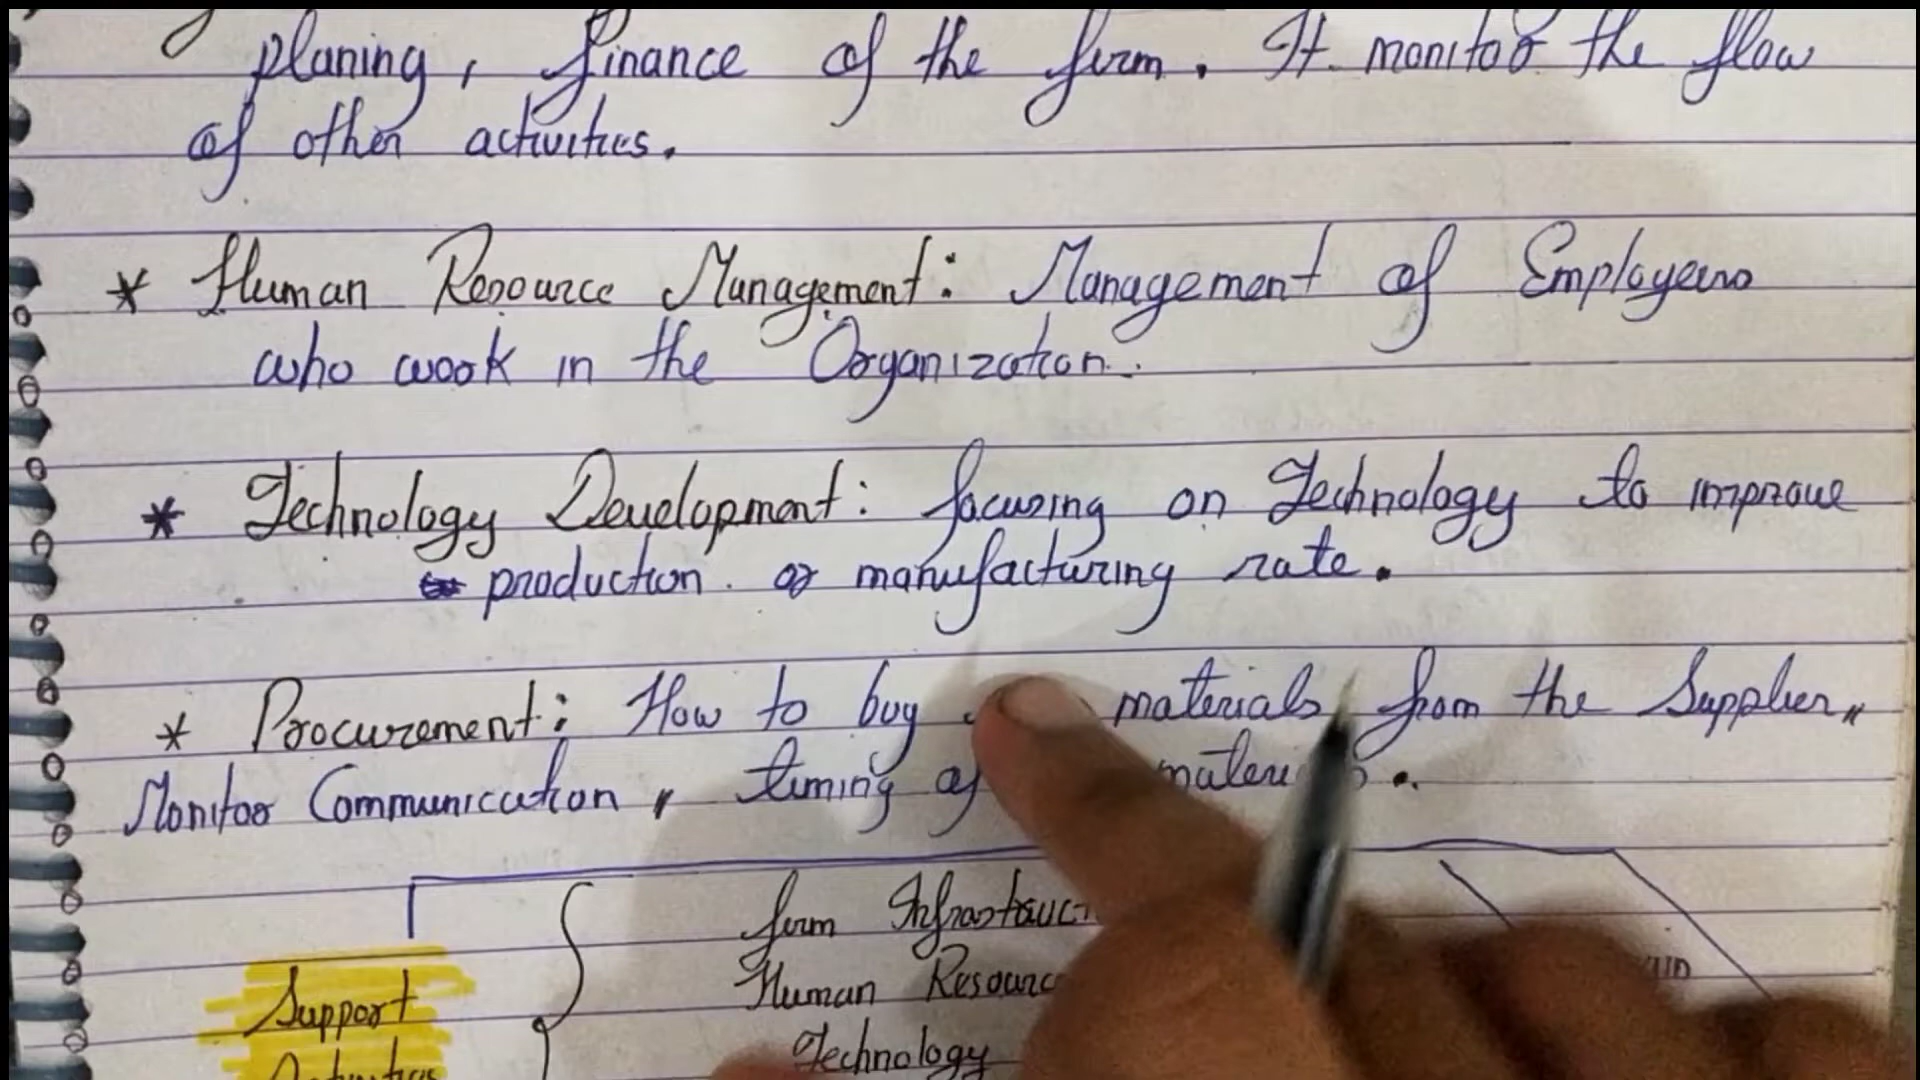 planing, finance of the firm. It monitor the flow
of other activities.
* Human Resource Management: Management of Employeers
who work in the Organization.
* Technology Development: focusing on Technology to improve
production or manufacturing rate.
* Procurement: How to buy materials from the Supplier,
Monitor Communication, timing of materials.
firm
Human
Support
Technology